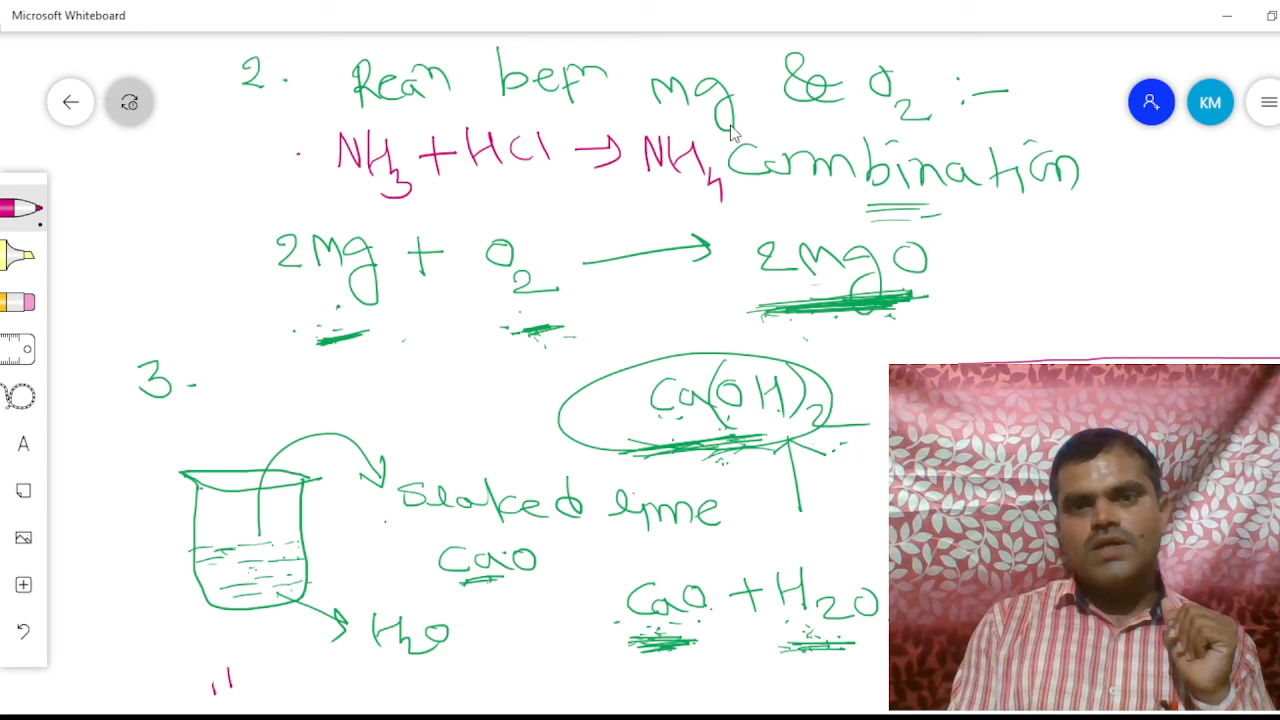 Microsoft Whiteboard
KM
2. Rean betn Mg & O2 :-
NH3 + HCl → NH4 Combination
2Mg + O2 → 2MgO
3-
Ca(OH)2
Slaked lime
CaO
CaO + H2O
H2O
A